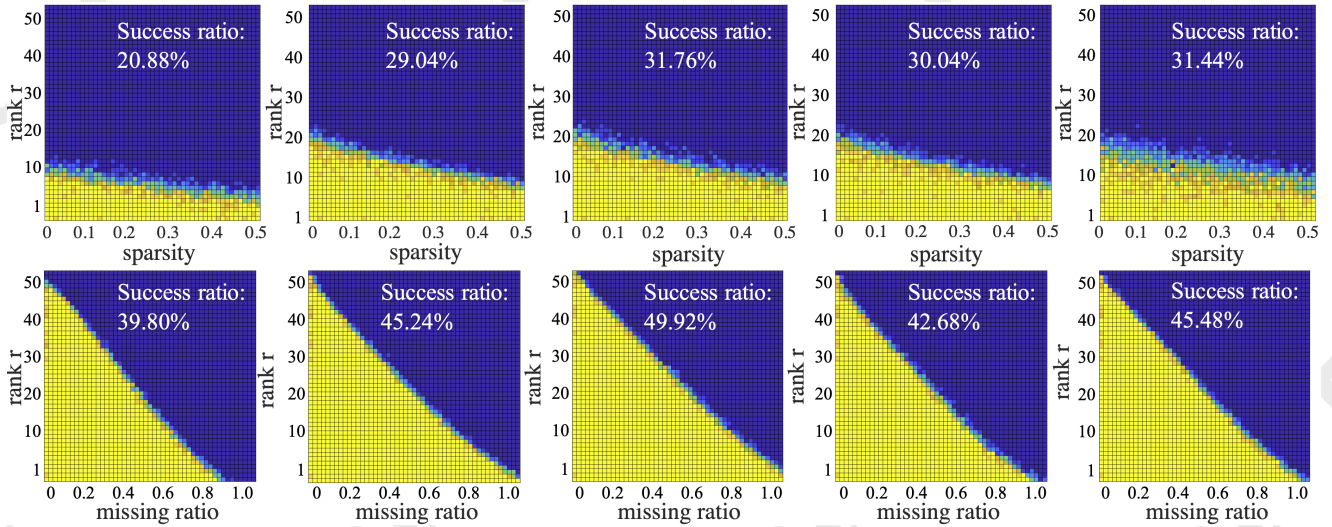 50 40 30 20 10 1
rank r
Success ratio:
20.88%
0 0.1 0.2 0.3 0.4 0.5
sparsity
50 40 30 20 10 1
rank r
Success ratio:
29.04%
0 0.1 0.2 0.3 0.4 0.5
sparsity
50 40 30 20 10 1
rank r
Success ratio:
31.76%
0 0.1 0.2 0.3 0.4 0.5
sparsity
50 40 30 20 10 1
rank r
Success ratio:
30.04%
0 0.1 0.2 0.3 0.4 0.5
sparsity
50 40 30 20 10 1
rank r
Success ratio:
31.44%
0 0.1 0.2 0.3 0.4 0.5
sparsity
50 40 30 20 10 1
rank r
Success ratio:
39.80%
0 0.2 0.4 0.6 0.8 1.0
missing ratio
50 40 30 20 10 1
rank r
Success ratio:
45.24%
0 0.2 0.4 0.6 0.8 1.0
missing ratio
50 40 30 20 10 1
rank r
Success ratio:
49.92%
0 0.2 0.4 0.6 0.8 1.0
missing ratio
50 40 30 20 10 1
rank r
Success ratio:
42.68%
0 0.2 0.4 0.6 0.8 1.0
missing ratio
50 40 30 20 10 1
rank r
Success ratio:
45.48%
0 0.2 0.4 0.6 0.8 1.0
missing ratio